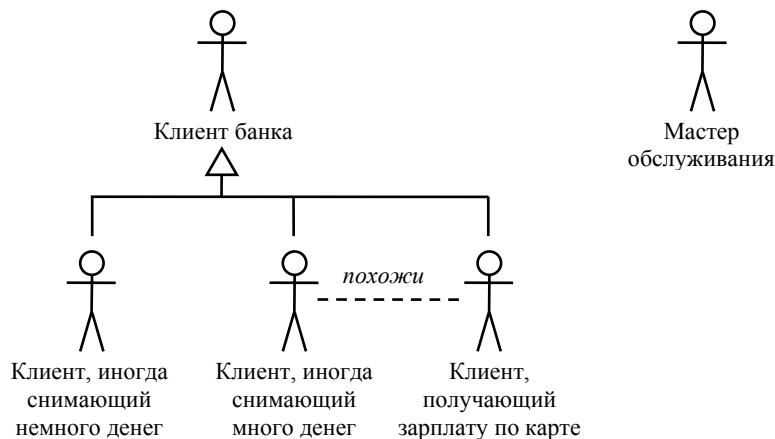 Клиент банка
Мастер
обслуживания
похожи
Клиент, иногда
снимающий
немного денег
Клиент, иногда
снимающий
много денег
Клиент,
получающий
зарплату по карте